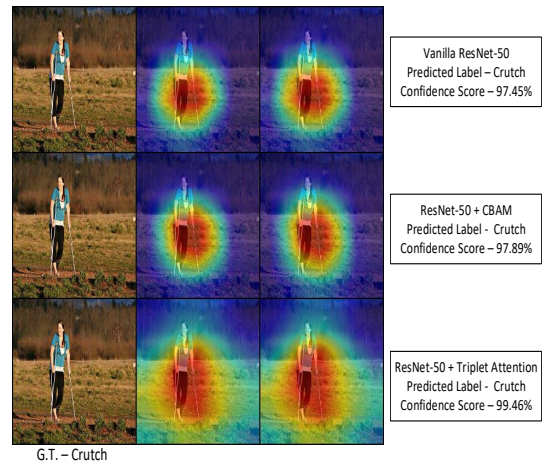 Vanilla ResNet-50
Predicted Label – Crutch
Confidence Score – 97.45%
ResNet-50 + CBAM
Predicted Label - Crutch
Confidence Score – 97.89%
ResNet-50 + Triplet Attention
Predicted Label - Crutch
Confidence Score – 99.46%
G.T. – Crutch